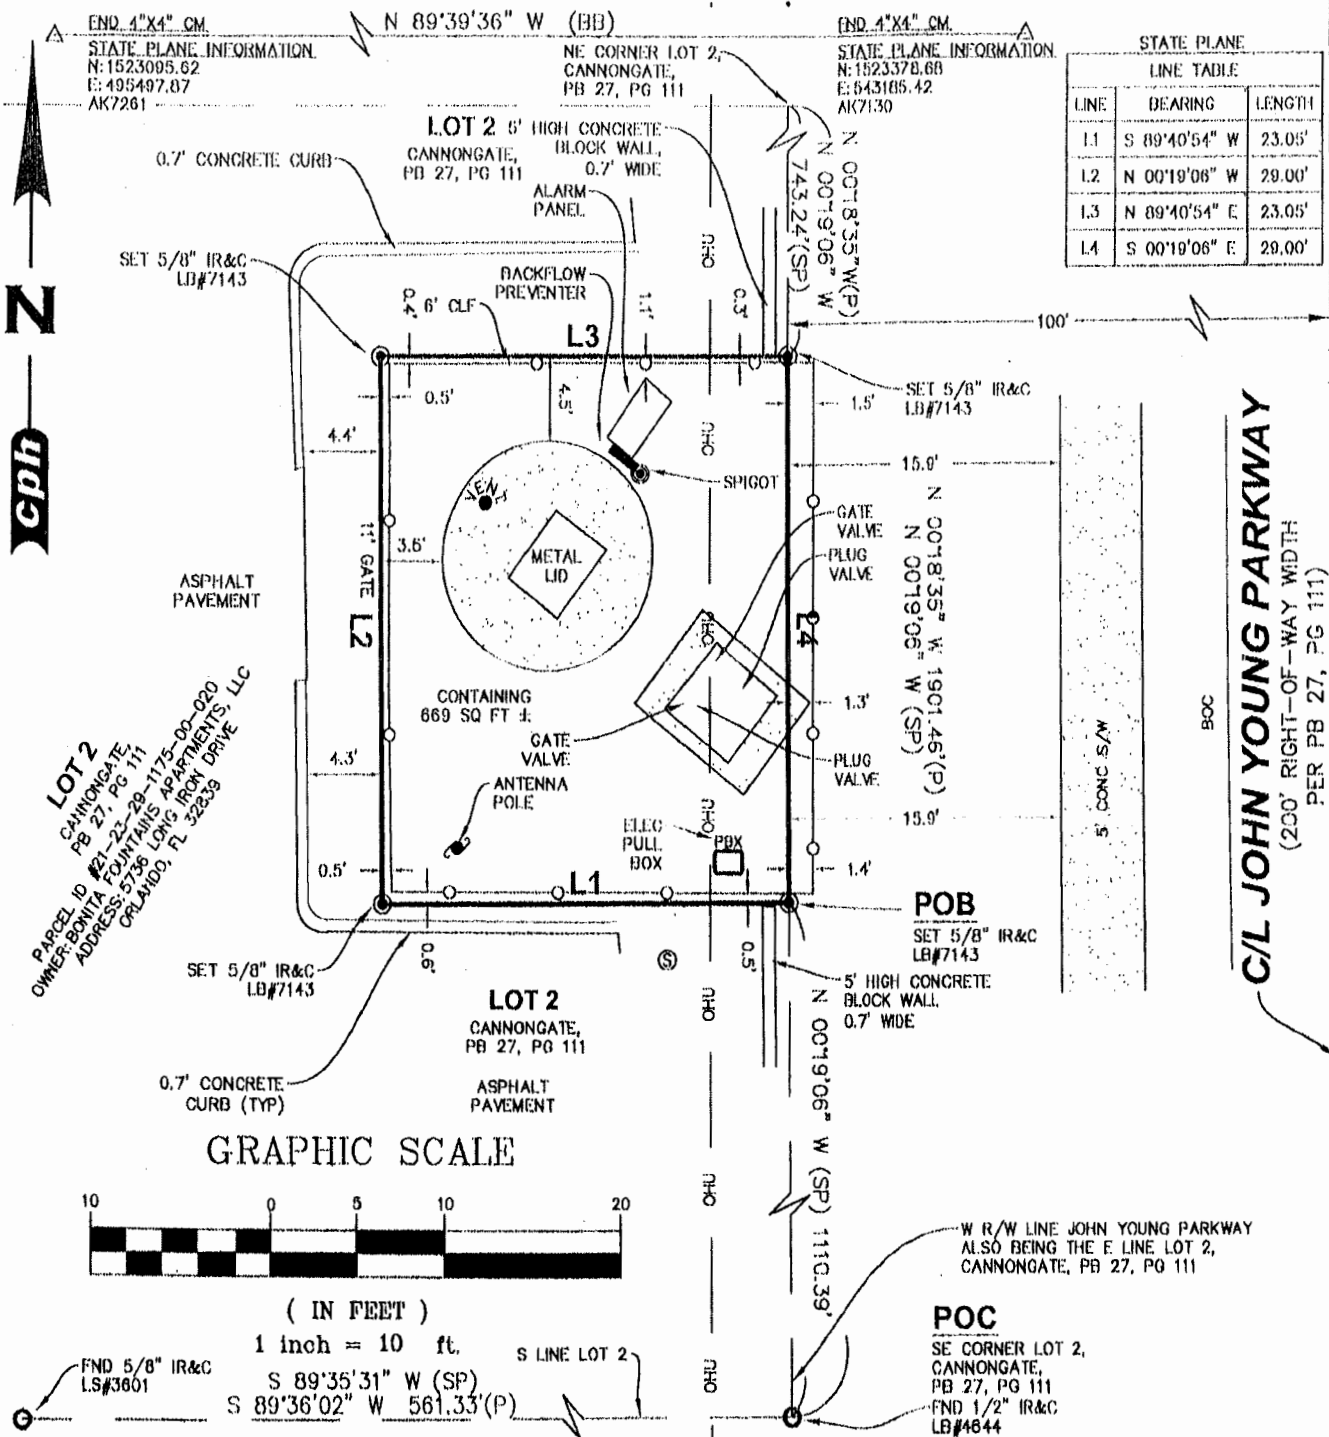 FND 4"X4" CM
STATE PLANE INFORMATION
N:1523095.62
E:495497.87
AK7261
N 89°39'36" W (BB)
FND 4"X4" CM
STATE PLANE INFORMATION
N:1523378.68
E:543185.42
AK7130
NE CORNER LOT 2,
CANNONGATE,
PB 27, PG 111
STATE PLANE
LINE TABLE
LINE BEARING LENGTH
L1 S 89°40'54" W 23.05'
L2 N 00°19'06" W 29.00'
L3 N 89°40'54" E 23.05'
L4 S 00°19'06" E 29.00'
LOT 2
CANNONGATE,
PB 27, PG 111
5' HIGH CONCRETE
BLOCK WALL,
0.7' WIDE
0.7' CONCRETE CURB
ALARM
PANEL
N 00°18'35"W(P)
N 00°19'06" W
743.24'(SP)
OHU
SET 5/8" IR&C
LB#7143
BACKFLOW
PREVENTER
0.4'
6' CLF
1.1'
0.3'
N
L3
100'
SET 5/8" IR&C
LB#7143
0.5'
4.5'
1.5'
OHU
4.4'
15.9'
cph
VENT
SPIGOT
GATE
VALVE
PLUG
VALVE
11' GATE
3.6'
METAL
LID
ASPHALT
PAVEMENT
L2
OHU
L4
N 00°18'35" W 1901.46'(P)
N 00°19'06" W (SP)
C/L JOHN YOUNG PARKWAY
(200' RIGHT-OF-WAY WIDTH
PER PB 27, PG 111)
BOC
5' CONC S/W
CONTAINING
669 SQ FT ±
1.3'
GATE
VALVE
PLUG
VALVE
LOT 2
CANNONGATE,
PB 27, PG 111
PARCEL ID #21-23-29-1175-00-020
OWNER:BONITA FOUNTAINS APARTMENTS, LLC
ADDRESS:5736 LONG IRON DRIVE
ORLANDO, FL 32839
4.3'
ANTENNA
POLE
OHU
15.9'
ELEC
PULL
BOX
PBX
0.5'
L1
1.4'
POB
SET 5/8" IR&C
LB#7143
SET 5/8" IR&C
LB#7143
0.6'
S
0.5'
5' HIGH CONCRETE
BLOCK WALL
0.7' WIDE
LOT 2
CANNONGATE,
PB 27, PG 111
OHU
N 00°19'06" W (SP) 1110.39'
0.7' CONCRETE
CURB (TYP)
ASPHALT
PAVEMENT
GRAPHIC SCALE
OHU
10 0 5 10 20
( IN FEET )
1 inch = 10 ft.
W R/W LINE JOHN YOUNG PARKWAY
ALSO BEING THE E LINE LOT 2,
CANNONGATE, PB 27, PG 111
FND 5/8" IR&C
LS#3601
S 89°35'31" W (SP)
S 89°36'02" W 561.33'(P)
S LINE LOT 2
OHU
POC
SE CORNER LOT 2,
CANNONGATE,
PB 27, PG 111
FND 1/2" IR&C
LB#4644